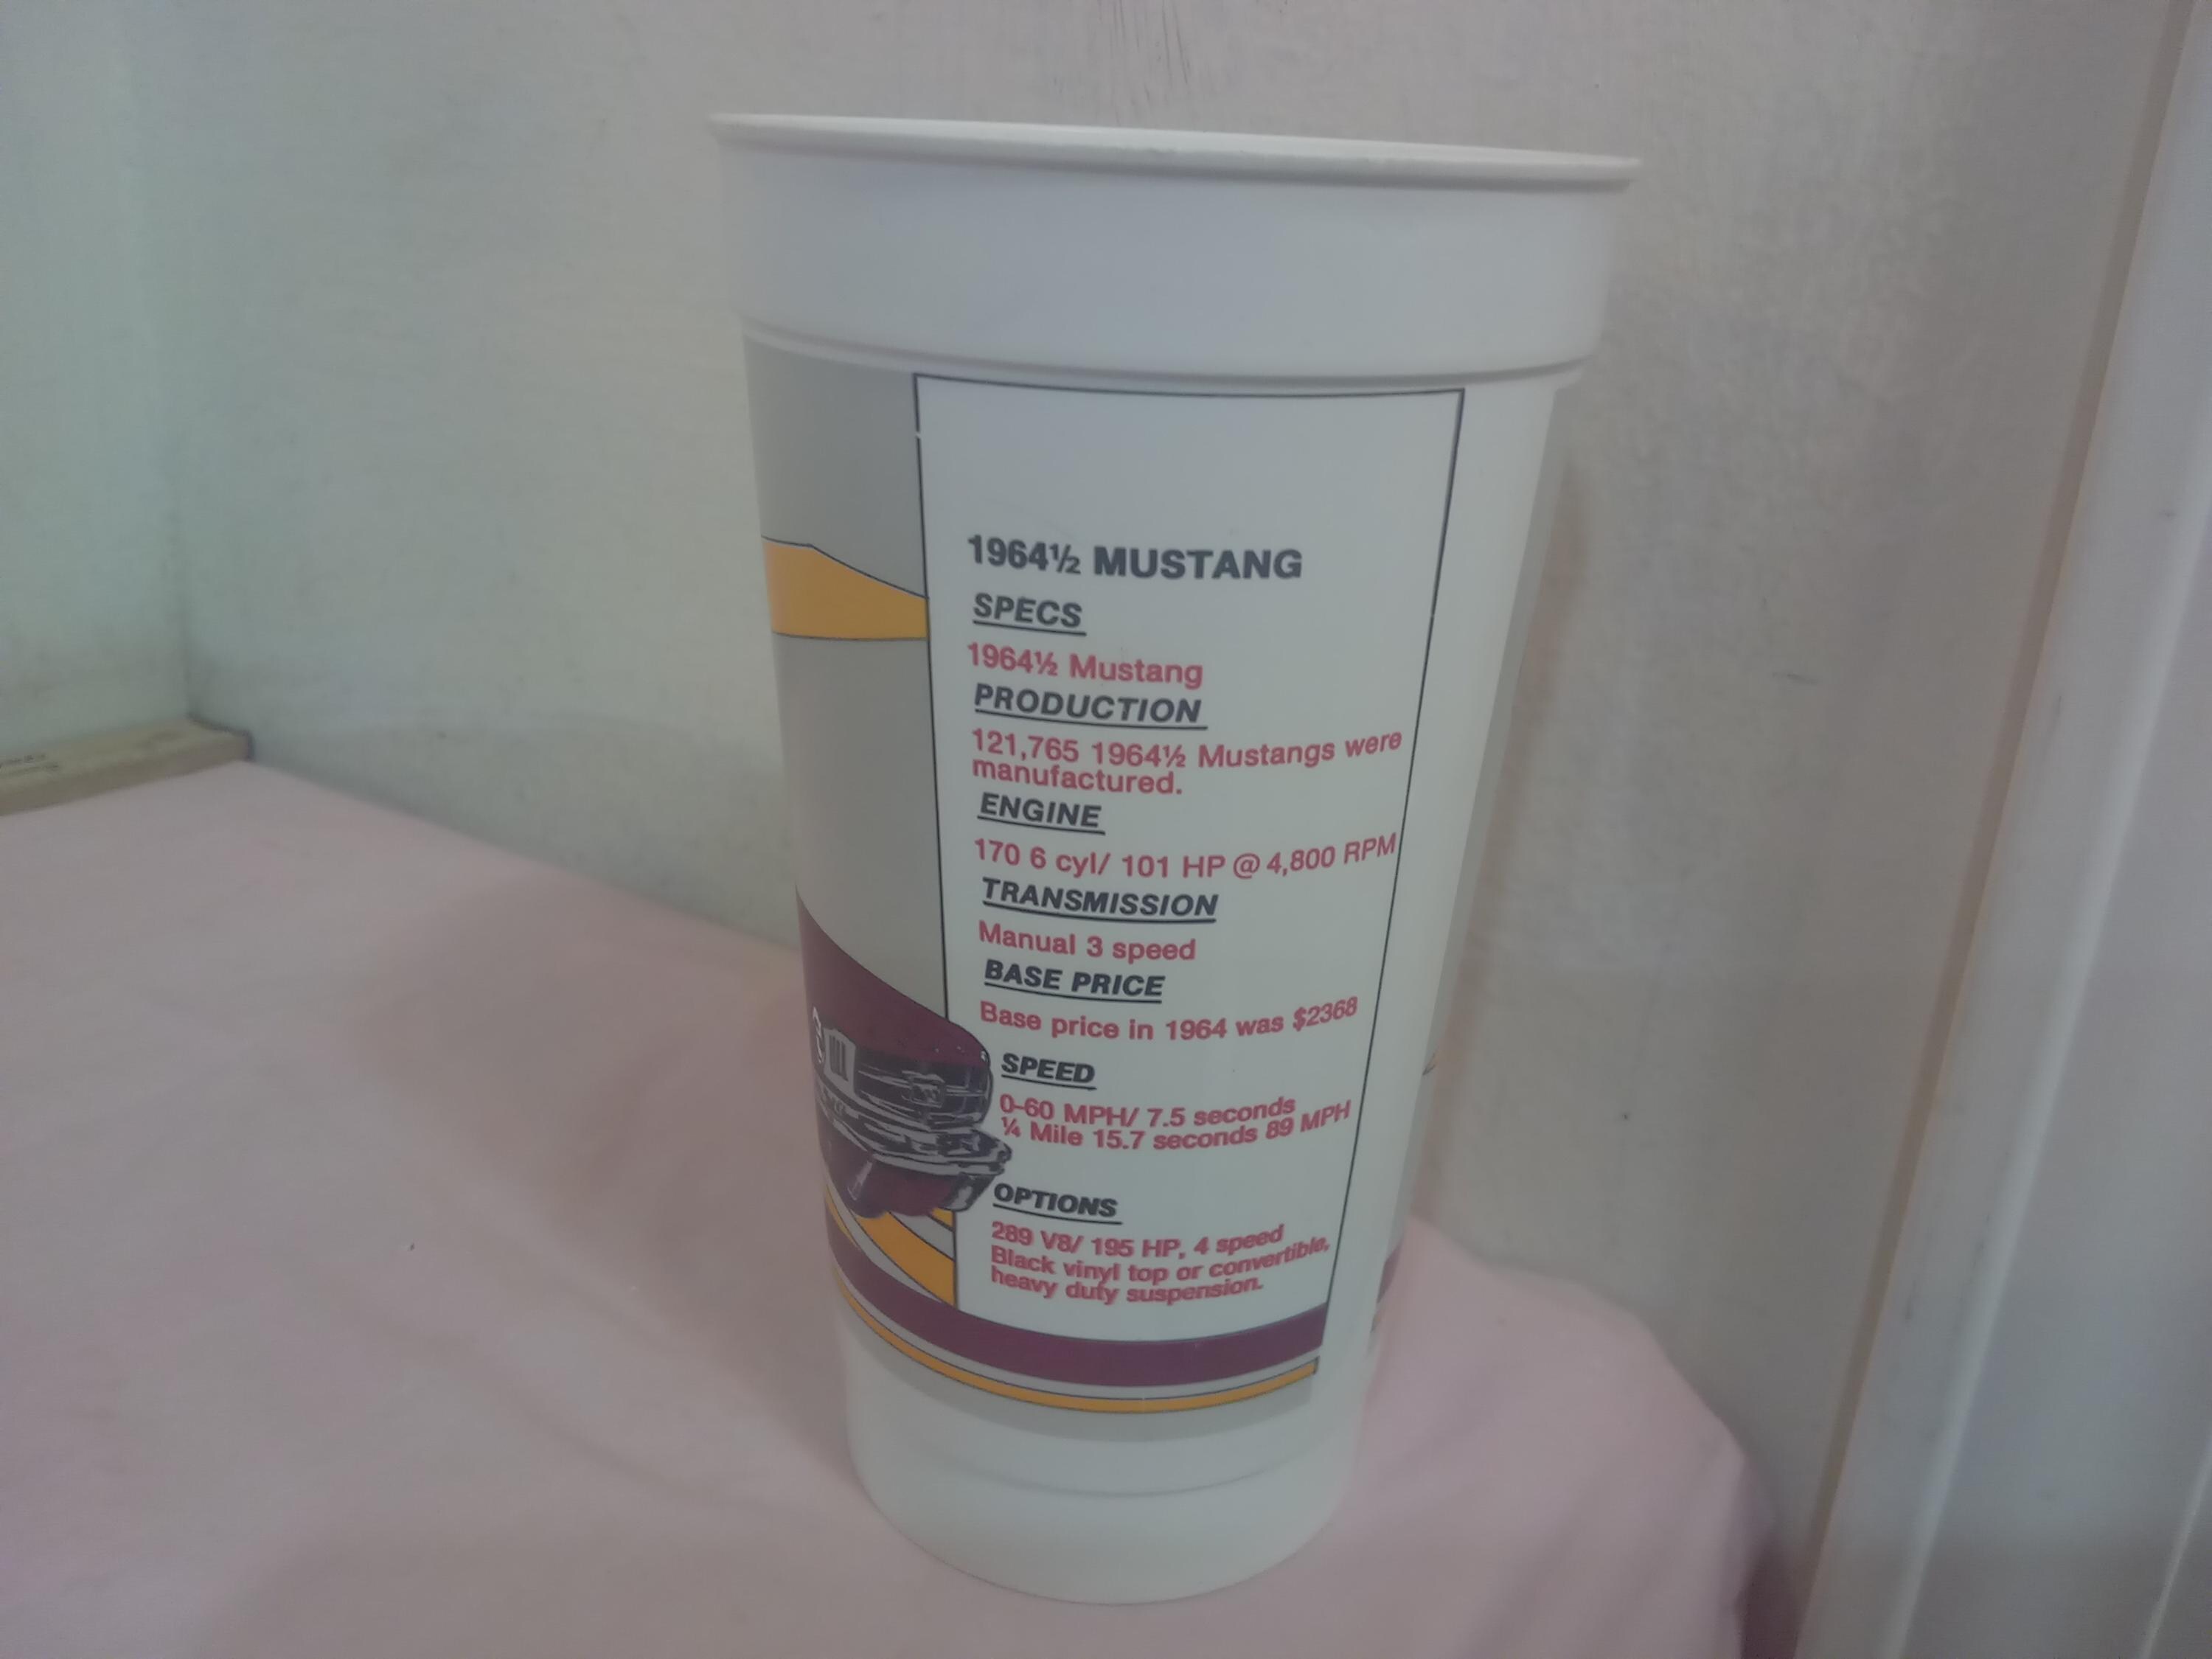 1964½ MUSTANG
SPECS
1964½ Mustang
PRODUCTION
121,765 1964½ Mustangs were
manufactured.
ENGINE
170 6 cyl/ 101 HP @ 4,800 RPM
TRANSMISSION
Manual 3 speed
BASE PRICE
Base price in 1964 was $2368
SPEED
0-60 MPH/ 7.5 seconds
¼ Mile 15.7 seconds 89 MPH
OPTIONS
289 V8/ 195 HP, 4 speed
Black vinyl top or convertible,
heavy duty suspension.